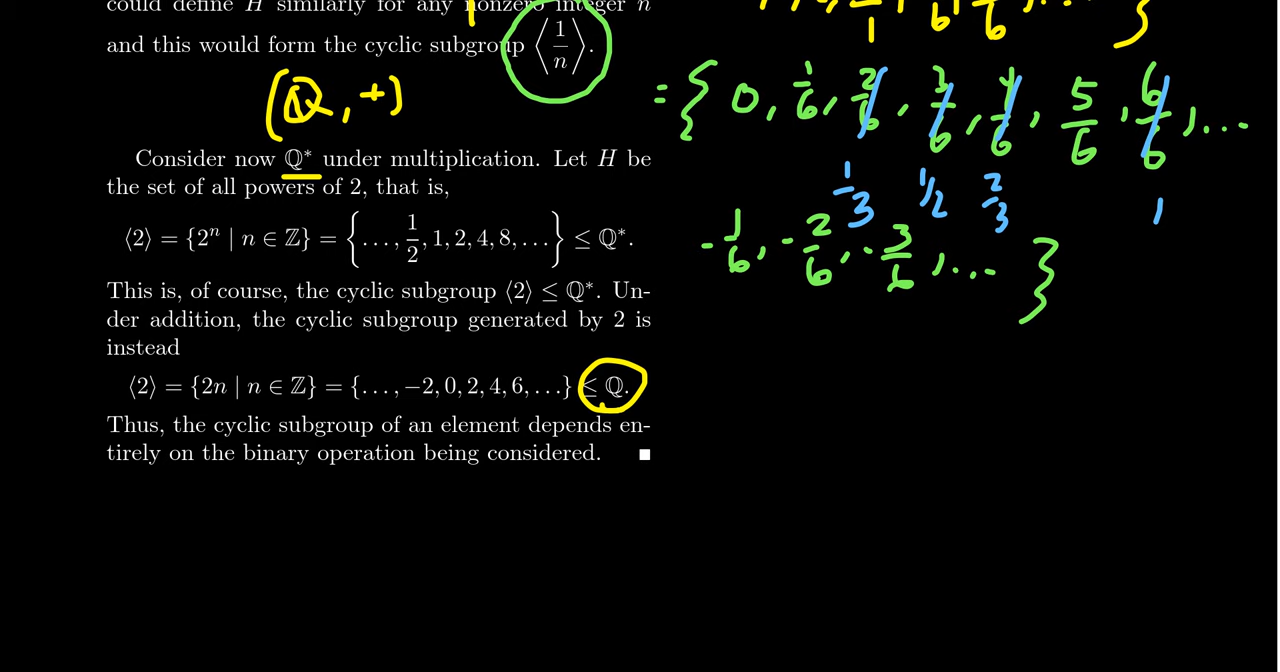 could define H similarly for any nonzero integer n
and this would form the cyclic subgroup ⟨1/n⟩.
(ℚ, +)
Consider now ℚ* under multiplication. Let H be
the set of all powers of 2, that is,
⟨2⟩ = {2ⁿ | n ∈ ℤ} = {…, 1/2, 1, 2, 4, 8, …} ≤ ℚ*.
This is, of course, the cyclic subgroup ⟨2⟩ ≤ ℚ*. Un-
der addition, the cyclic subgroup generated by 2 is
instead
⟨2⟩ = {2n | n ∈ ℤ} = {…, −2, 0, 2, 4, 6, …} ≤ ℚ.
Thus, the cyclic subgroup of an element depends en-
tirely on the binary operation being considered. ■
= { 0, 1/6, 2/6, 3/6, 4/6, 5/6, 6/6, ...
1/3 1/2 2/3 1
-1/6, -2/6, -3/6, ... }